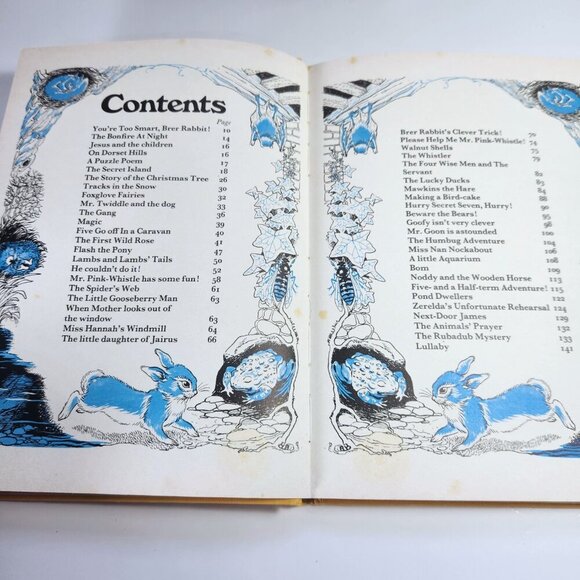 Contents
Page
You're Too Smart, Brer Rabbit! 10
The Bonfire At Night 14
Jesus and the children 16
On Dorset Hills 16
A Puzzle Poem 17
The Secret Island 18
The Story of the Christmas Tree 26
Tracks in the Snow 30
Foxglove Fairies 32
Mr. Twiddle and the dog 33
The Gang 36
Magic 39
Five Go off In a Caravan 40
The First Wild Rose 41
Flash the Pony 47
Lambs and Lambs' Tails 50
He couldn't do it! 52
Mr. Pink-Whistle has some fun! 58
The Spider's Web 61
The Little Gooseberry Man 63
When Mother looks out of
the window 63
Miss Hannah's Windmill 64
The little daughter of Jairus 66
Brer Rabbit's Clever Trick! 70
Please Help Me Mr. Pink-Whistle! 74
Walnut Shells 75
The Whistler 79
The Four Wise Men and The
Servant 82
The Lucky Ducks
Mawkins the Hare
Making a Bird-cake
Hurry Secret Seven, Hurry! 90
Beware the Bears! 95
Goofy isn't very clever 98
Mr. Goon is astounded 100
The Humbug Adventure 104
Miss Nan Nockabout 106
A little Aquarium 108
Bom 110
Noddy and the Wooden Horse 113
Five- and a Half-term Adventure! 115
Pond Dwellers 122
Zerelda's Unfortunate Rehearsal 124
Next-Door James 129
The Animals' Prayer 132
The Rubadub Mystery 133
Lullaby 141